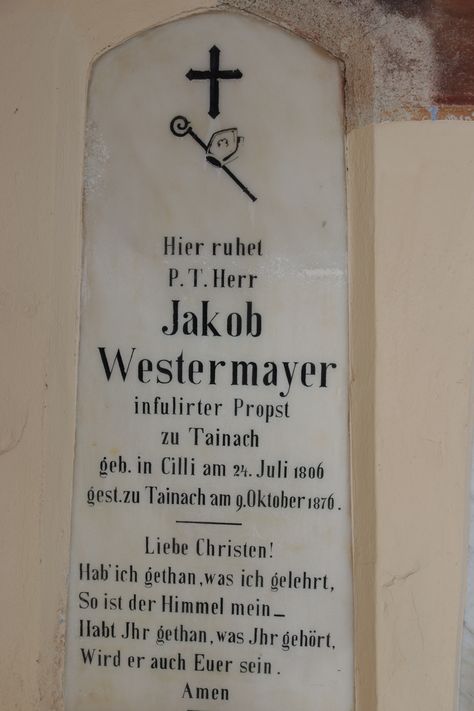 Hier ruhet
P. T. Herr
Jakob
Westermayer
infulirter Propst
zu Tainach
geb. in Cilli am 24. Juli 1806
gest. zu Tainach am 9. Oktober 1876.
Liebe Christen!
Hab' ich gethan, was ich gelehrt,
So ist der Himmel mein_
Habt Jhr gethan, was Jhr gehört,
Wird er auch Euer sein.
Amen